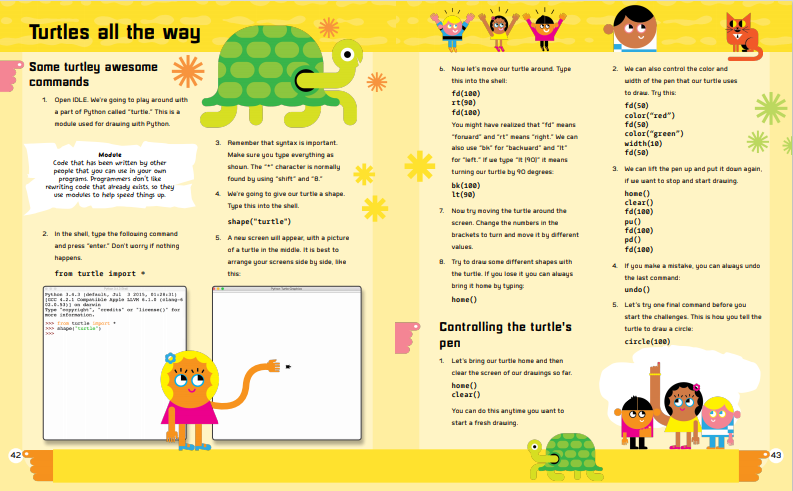 Turtles all the way
Some turtley awesome
commands
1. Open IDLE. We're going to play around with
a part of Python called "turtle." This is a
module used for drawing with Python.
Module
Code that has been written by other
people that you can use in your own
programs. Programmers don't like
rewriting code that already exists, so they
use modules to help speed things up.
2. In the shell, type the following command
and press "enter." Don't worry if nothing
happens.
from turtle import *
3. Remember that syntax is important.
Make sure you type everything as
shown. The "*" character is normally
found by using "shift" and "8."
4. We're going to give our turtle a shape.
Type this into the shell.
shape("turtle")
5. A new screen will appear, with a picture
of a turtle in the middle. It is best to
arrange your screens side by side, like
this:
Python 3.4.3 (default, Jul 3 2015, 01:28:31)
[GCC 4.2.1 Compatible Apple LLVM 6.1.0 (clang-6
02.0.53)] on darwin
Type "copyright", "credits" or "license()" for
more information.
>>> from turtle import *
>>> shape("turtle")
>>>
Python Turtle Graphics
42
6. Now let's move our turtle around. Type
this into the shell:
fd(100)
rt(90)
fd(100)
You might have realized that "fd" means
"forward" and "rt" means "right." We can
also use "bk" for "backward" and "lt"
for "left." if we type "lt (90)" it means
turning our turtle by 90 degrees:
bk(100)
lt(90)
7. Now try moving the turtle around the
screen. Change the numbers in the
brackets to turn and move it by different
values.
8. Try to draw some different shapes with
the turtle. If you lose it you can always
bring it home by typing:
home()
Controlling the turtle's
pen
1. Let's bring our turtle home and then
clear the screen of our drawings so far.
home()
clear()
You can do this anytime you want to
start a fresh drawing.
2. We can also control the color and
width of the pen that our turtle uses
to draw. Try this:
fd(50)
color("red")
fd(50)
color("green")
width(10)
fd(50)
3. We can lift the pen up and put it down again,
if we want to stop and start drawing.
home()
clear()
fd(100)
pu()
fd(100)
pd()
fd(100)
4. If you make a mistake, you can always undo
the last command:
undo()
5. Let's try one final command before you
start the challenges. This is how you tell the
turtle to draw a circle:
circle(100)
43